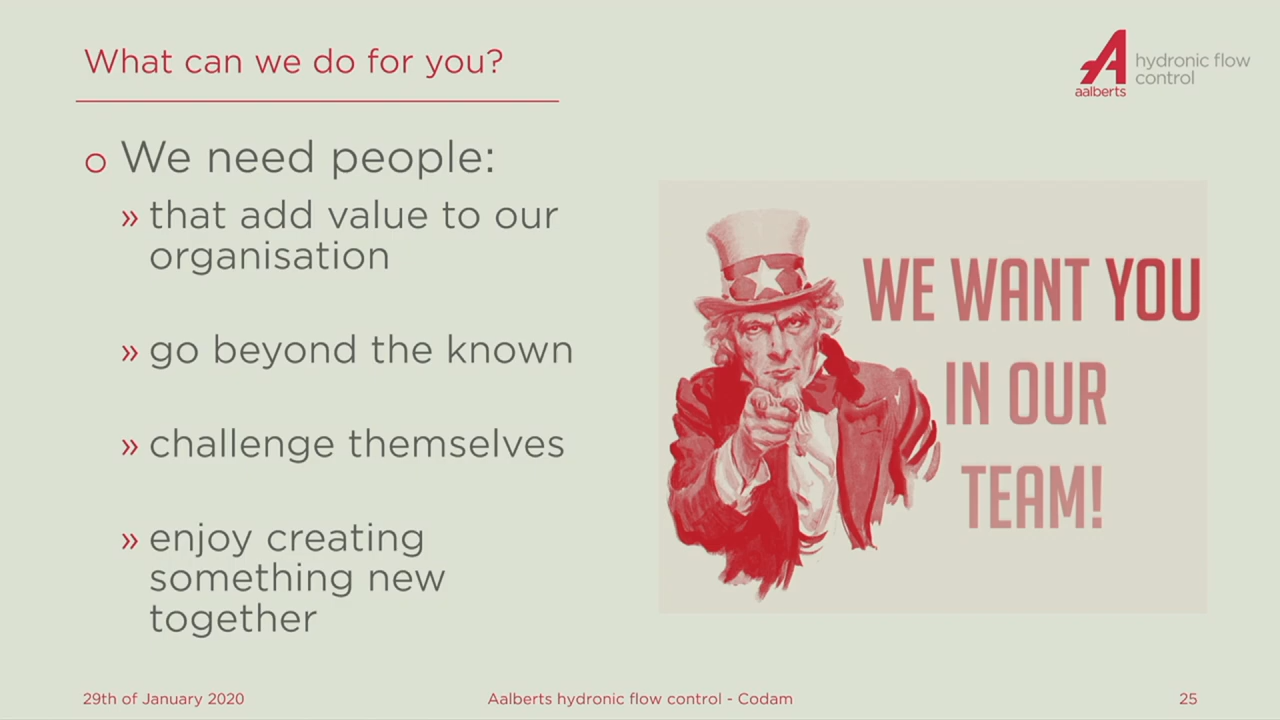 What can we do for you?
hydronic flow
control
aalberts
o We need people:
» that add value to our
organisation
» go beyond the known
» challenge themselves
» enjoy creating
something new
together
WE WANT YOU
IN OUR
TEAM!
29th of January 2020
Aalberts hydronic flow control - Codam
25